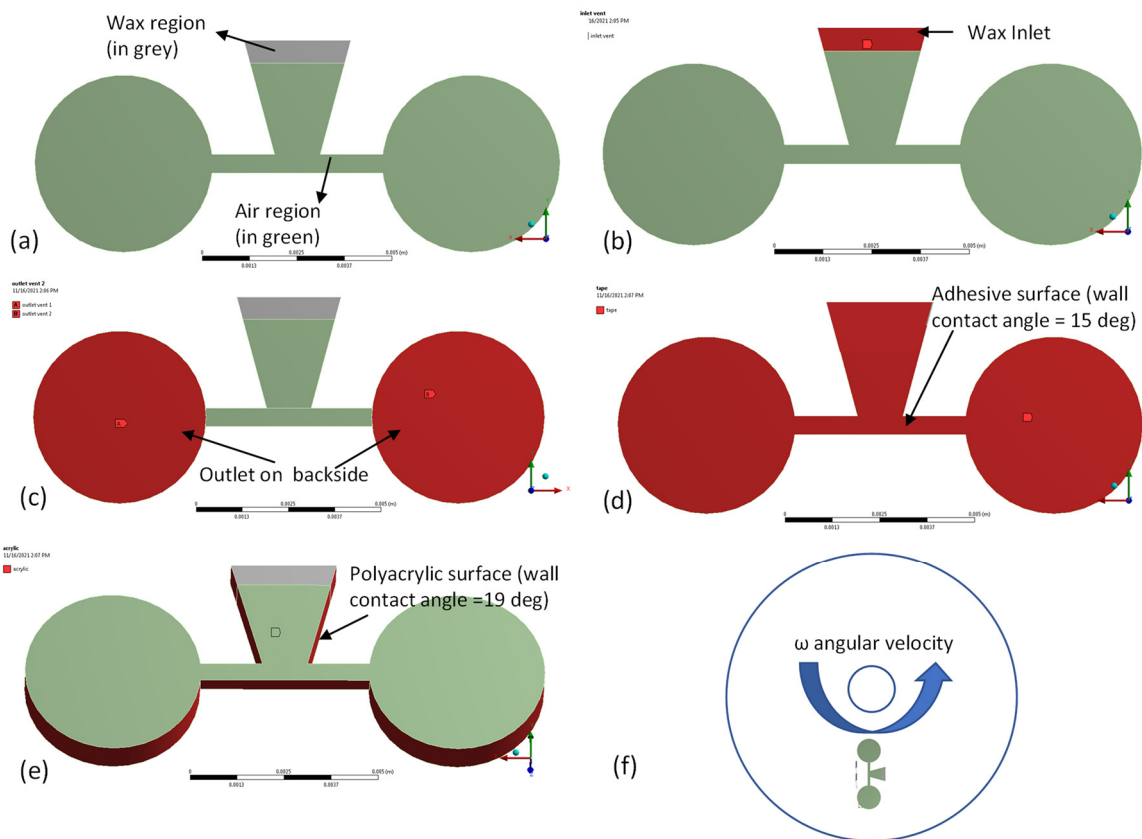 Wax region
(in grey)
Air region
(in green)
(a)
0
0.0025
0.005 (m)
0.0013
0.0037
inlet vent
16/2021 2:05 PM
inlet vent
Wax Inlet
(b)
0
0.0025
0.005 (m)
0.0013
0.0037
outlet vent 2
11/16/2021 2:06 PM
A outlet vent 1
B outlet vent 2
Outlet on backside
(c)
X
0
0.0025
0.005 (m)
0.0013
0.0037
tape
11/16/2021 2:07 PM
tape
Adhesive surface (wall
contact angle = 15 deg)
(d)
0
0.0025
0.005 (m)
0.0013
0.0037
acrylic
11/16/2021 2:07 PM
acrylic
Polyacrylic surface (wall
contact angle =19 deg)
(e)
0
0.0025
0.005 (m)
0.0013
0.0037
ω angular velocity
(f)